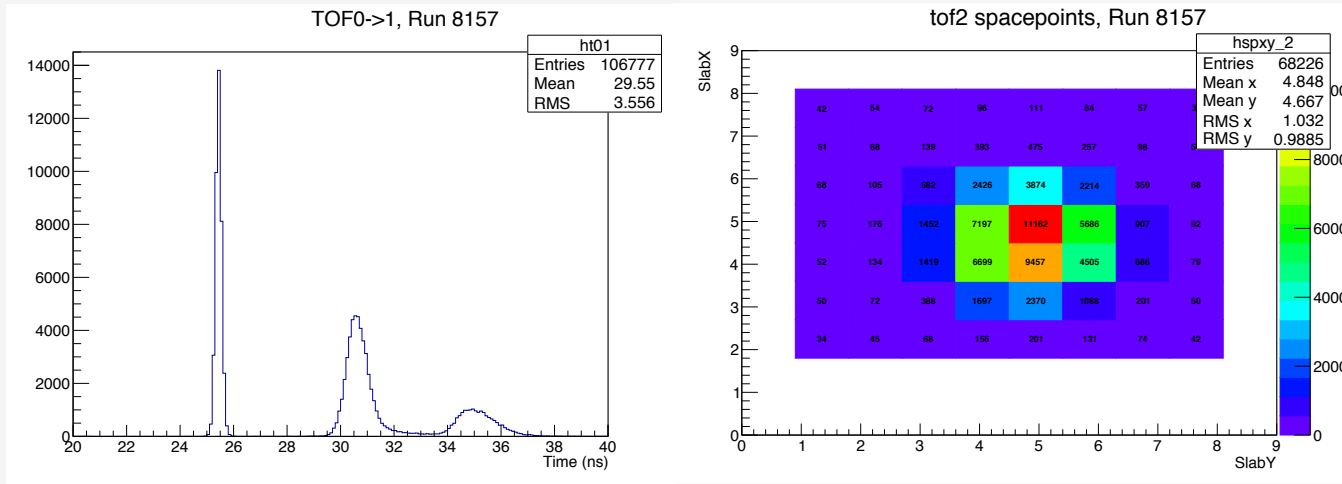 TOF0->1, Run 8157
ht01
Entries 106777
Mean 29.55
RMS 3.556
14000
12000
10000
8000
6000
4000
2000
0
20 22 24 26 28 30 32 34 36 38 40
Time (ns)
tof2 spacepoints, Run 8157
hspxy_2
Entries 68226
Mean x 4.848
Mean y 4.667
RMS x 1.032
RMS y 0.9885
SlabX
9
8
7
6
5
4
3
2
1
0
42 54 72 96 111 84 57
51 68 139 393 475 257 98
68 105 582 2426 3874 2214 359 68
75 176 1452 7197 11162 5686 907 92
52 134 1416 6699 9457 4505 666 79
50 72 388 1697 2370 1088 201 50
34 45 68 156 201 131 74 42
0 1 2 3 4 5 6 7 8 9
SlabY
8000
6000
4000
2000
0